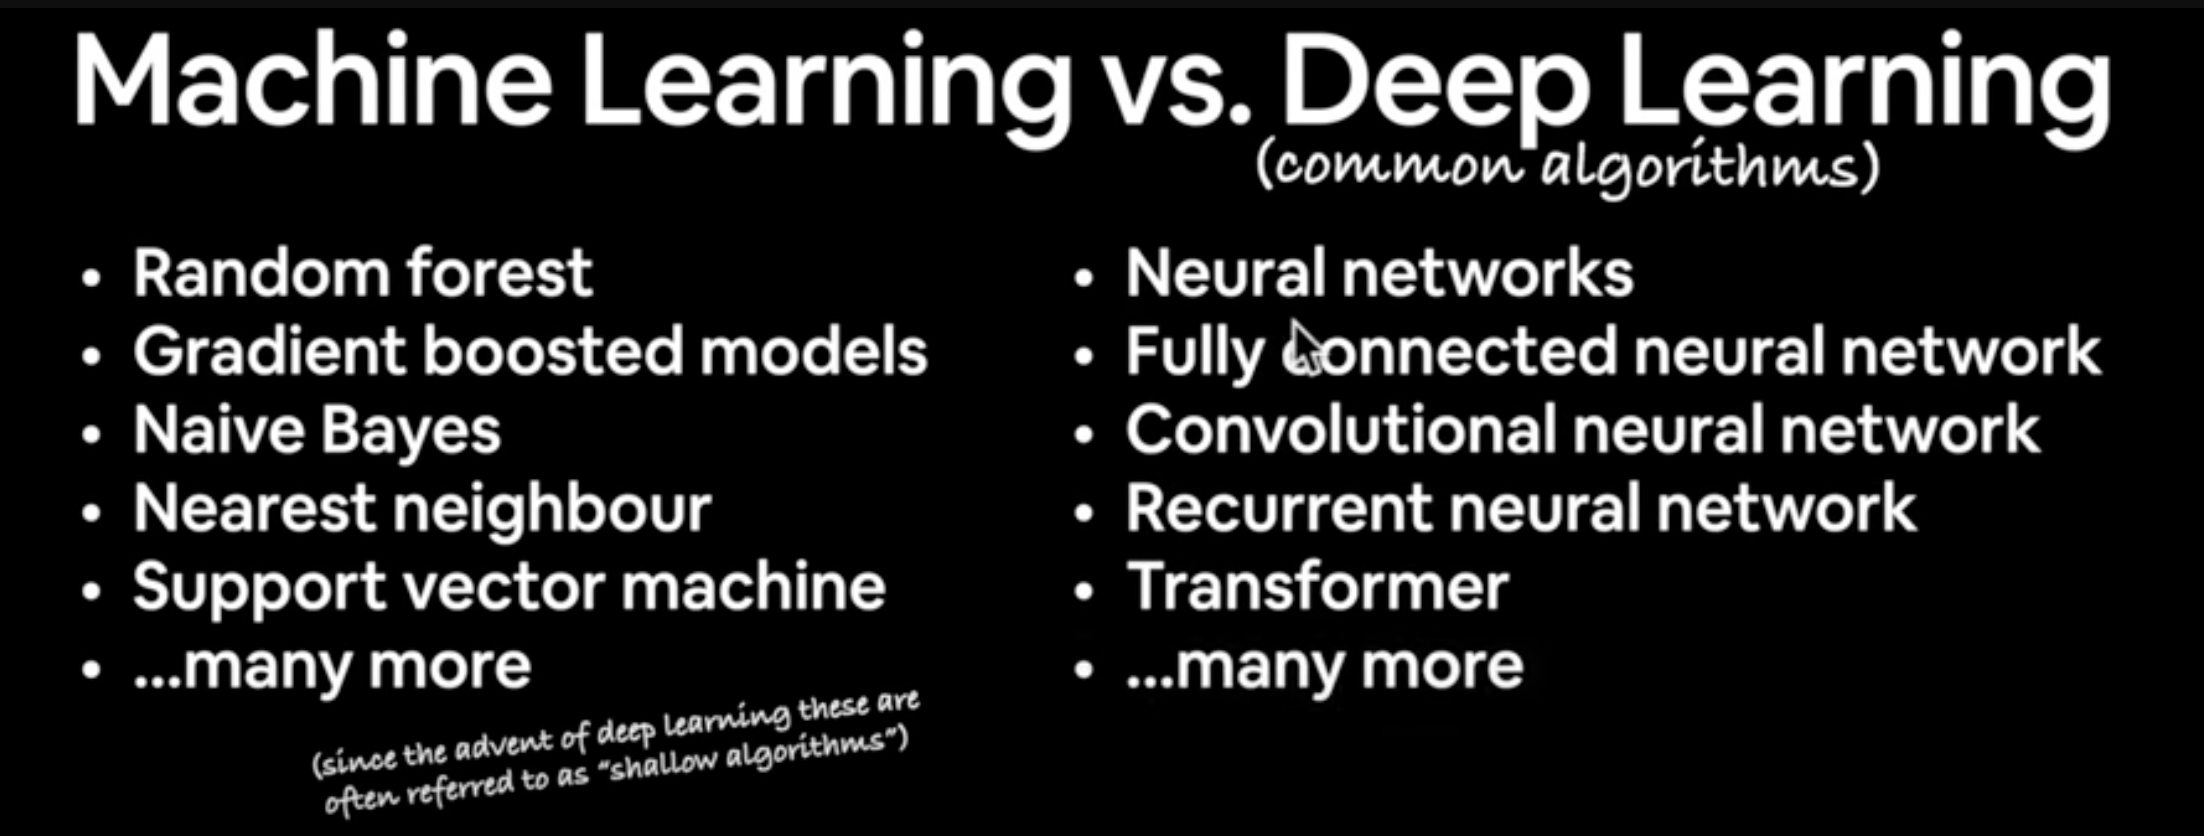 Machine Learning vs. Deep Learning
(common algorithms)
• Random forest
• Gradient boosted models
• Naive Bayes
• Nearest neighbour
• Support vector machine
• ...many more
(since the advent of deep learning these are
often referred to as “shallow algorithms”)
• Neural networks
• Fully connected neural network
• Convolutional neural network
• Recurrent neural network
• Transformer
• ...many more